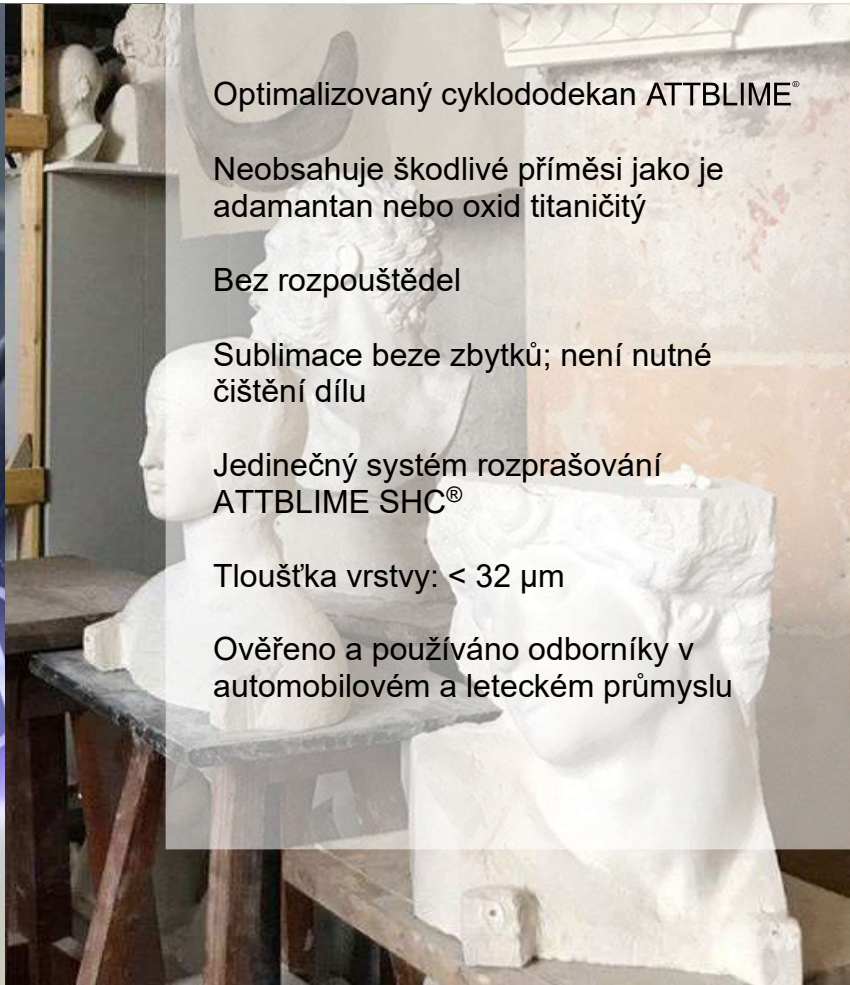 Optimalizovaný cyklododekan ATTBLIME®
Neobsahuje škodlivé příměsi jako je
adamantan nebo oxid titaničitý
Bez rozpouštědel
Sublimace beze zbytků; není nutné
čištění dílu
Jedinečný systém rozprašování
ATTBLIME SHC®
Tloušťka vrstvy: < 32 µm
Ověřeno a používáno odborníky v
automobilovém a leteckém průmyslu